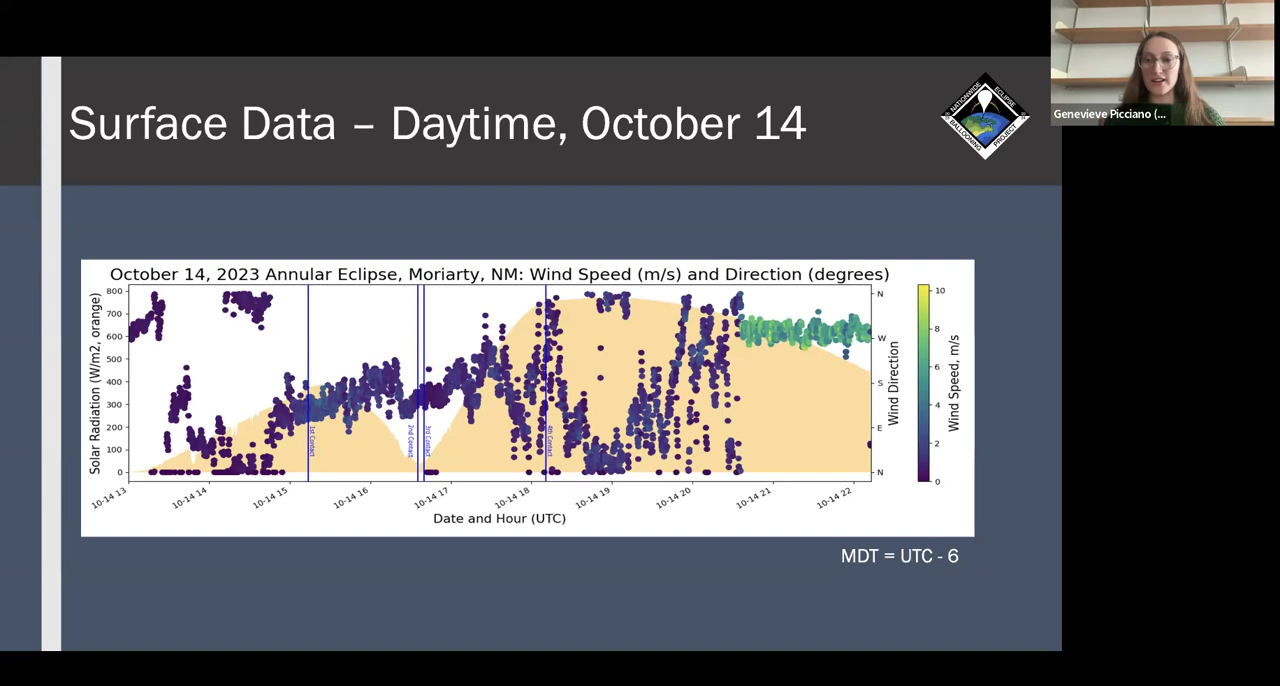 Genevieve Picciano (...
Surface Data – Daytime, October 14
NATIONWIDE
ECLIPSE
BALLOONING
PROJECT
October 14, 2023 Annular Eclipse, Moriarty, NM: Wind Speed (m/s) and Direction (degrees)
Solar Radiation (W/m2, orange)
800
700
600
500
400
300
200
100
0
1st Contact
2nd Contact
3rd Contact
4th Contact
N
W
S
E
N
Wind Direction
10
8
6
4
2
0
Wind Speed, m/s
10-14 13
10-14 14
10-14 15
10-14 16
10-14 17
10-14 18
10-14 19
10-14 20
10-14 21
10-14 22
Date and Hour (UTC)
MDT = UTC - 6